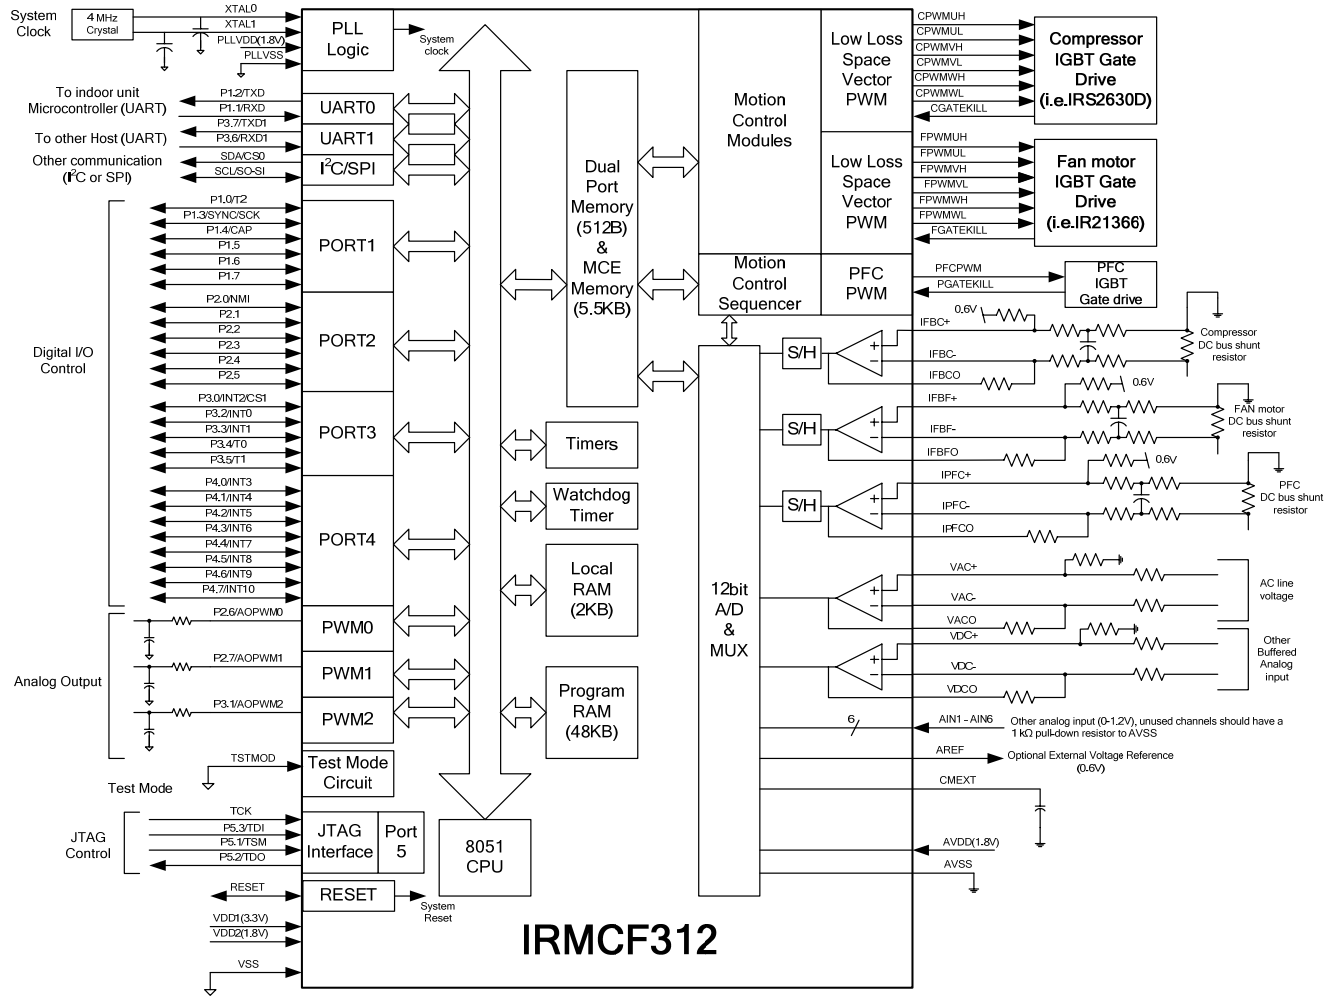 System
Clock
4 MHz
Crystal
XTAL0
XTAL1
PLLVDD(1.8V)
PLLVSS
PLL
Logic
System
clock
To indoor unit
Microcontroller (UART)
To other Host (UART)
Other communication
(I²C or SPI)
P1.2/TXD
P1.1/RXD
P3.7/TXD1
P3.6/RXD1
SDA/CS0
SCL/SO-SI
UART0
UART1
I²C/SPI
Digital I/O
Control
P1.0/T2
P1.3/SYNC/SCK
P1.4/CAP
P1.5
P1.6
P1.7
PORT1
P2.0/NMI
P2.1
P2.2
P2.3
P2.4
P2.5
PORT2
P3.0/INT2/CS1
P3.2/INT0
P3.3/INT1
P3.4/T0
P3.5/T1
PORT3
P4.0/INT3
P4.1/INT4
P4.2/INT5
P4.3/INT6
P4.4/INT7
P4.5/INT8
P4.6/INT9
P4.7/INT10
PORT4
Analog Output
P2.6/AOPWM0
P2.7/AOPWM1
P3.1/AOPWM2
PWM0
PWM1
PWM2
TSTMOD
Test Mode
Test Mode
Circuit
JTAG
Control
TCK
P5.3/TDI
P5.1/TSM
P5.2/TDO
JTAG
Interface
Port
5
RESET
RESET
System
Reset
VDD1(3.3V)
VDD2(1.8V)
VSS
8051
CPU
Dual
Port
Memory
(512B)
&
MCE
Memory
(5.5KB)
Timers
Watchdog
Timer
Local
RAM
(2KB)
Program
RAM
(48KB)
Motion
Control
Modules
Motion
Control
Sequencer
Low Loss
Space
Vector
PWM
Low Loss
Space
Vector
PWM
PFC
PWM
CPWMUH
CPWMUL
CPWMVH
CPWMVL
CPWMWH
CPWMWL
CGATEKILL
Compressor
IGBT Gate
Drive
(i.e.IRS2630D)
FPWMUH
FPWMUL
FPWMVH
FPWMVL
FPWMWH
FPWMWL
FGATEKILL
Fan motor
IGBT Gate
Drive
(i.e.IR21366)
PFCPWM
PGATEKILL
PFC
IGBT
Gate drive
12bit
A/D
&
MUX
S/H
+
−
IFBC+
IFBC-
IFBCO
0.6V
Compressor
DC bus shunt
resistor
S/H
+
−
IFBF+
IFBF-
IFBFO
0.6V
FAN motor
DC bus shunt
resistor
S/H
+
−
IPFC+
IPFC-
IPFCO
0.6V
PFC
DC bus shunt
resistor
+
−
VAC+
VAC-
VACO
AC line
voltage
+
−
VDC+
VDC-
VDCO
Other
Buffered
Analog
input
6
AIN1 - AIN6
Other analog input (0-1.2V), unused channels should have a
1 kΩ pull-down resistor to AVSS
AREF
Optional External Voltage Reference
(0.6V)
CMEXT
AVDD(1.8V)
AVSS
IRMCF312